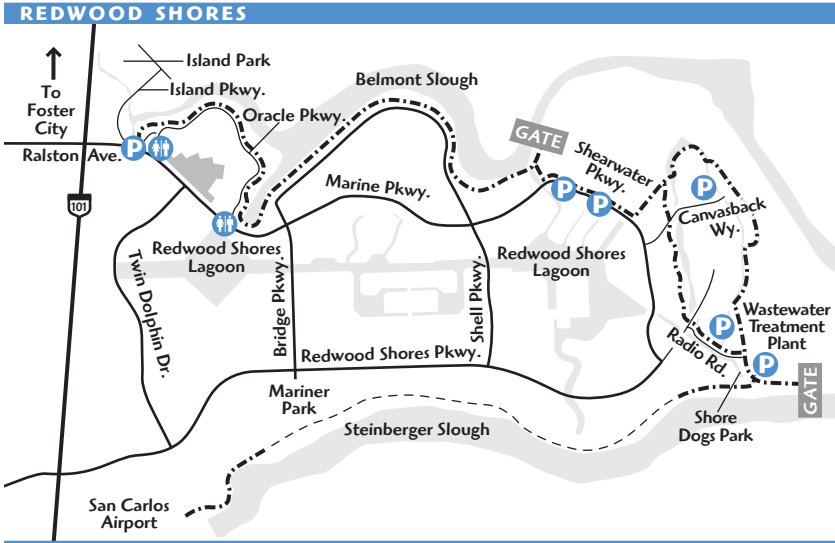 REDWOOD SHORES
To
Foster
City
Island Park
Island Pkwy.
Oracle Pkwy.
Belmont Slough
P
Ralston Ave.
101
GATE
Shearwater
Pkwy.
Marine Pkwy.
P
P
P
Canvasback
Wy.
Redwood Shores
Lagoon
Redwood Shores
Lagoon
Twin Dolphin Dr.
Bridge Pkwy.
Shell Pkwy.
Redwood Shores Pkwy.
Mariner
Park
P
Radio Rd.
Wastewater
Treatment
Plant
P
GATE
Shore
Dogs Park
Steinberger Slough
San Carlos
Airport